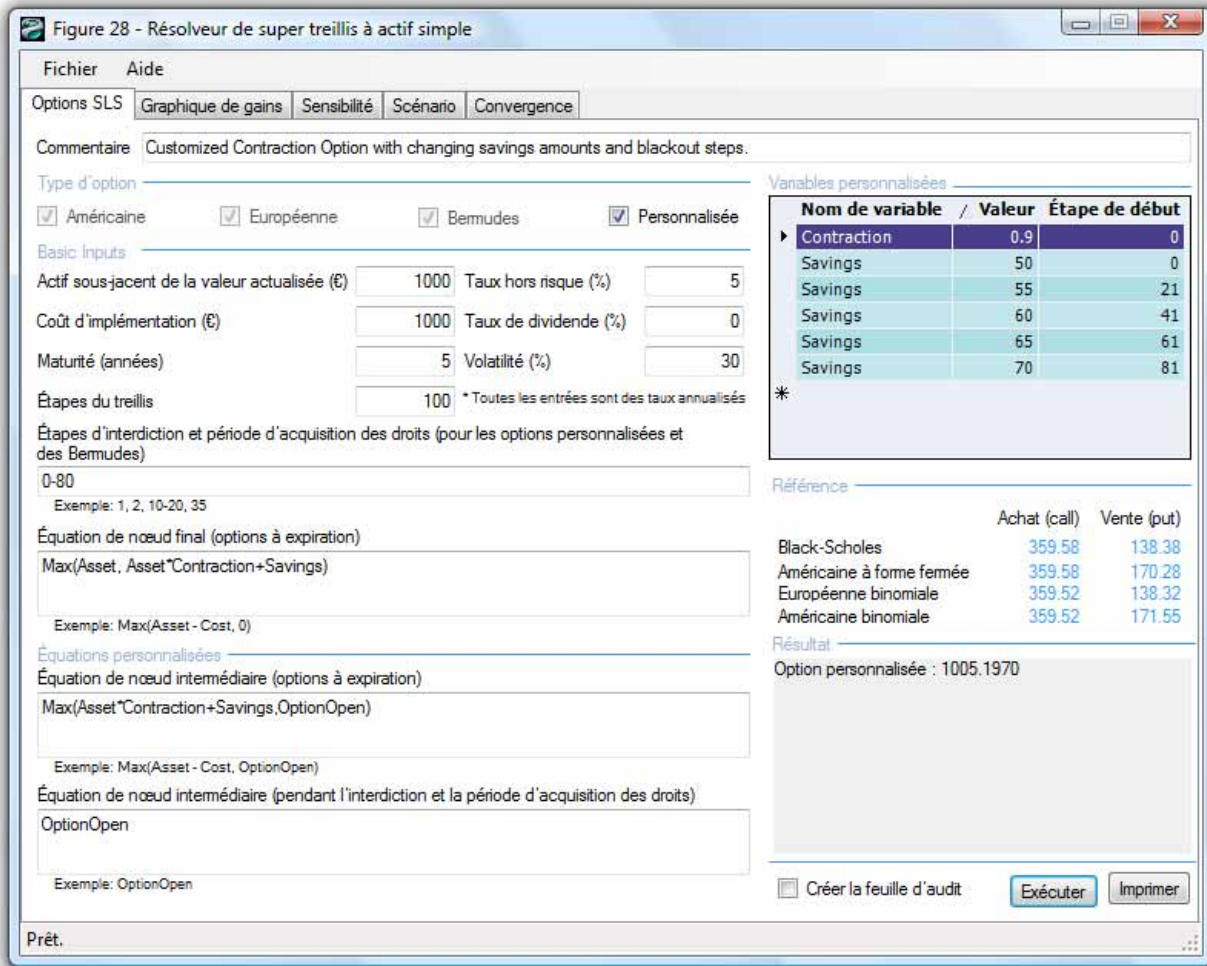 Figure 28 - Résolveur de super treillis à actif simple
Fichier Aide
Options SLS Graphique de gains Sensibilité Scénario Convergence
Commentaire Customized Contraction Option with changing savings amounts and blackout steps.
Type d'option
Américaine Européenne Bermudes Personnalisée
Basic Inputs
Actif sous-jacent de la valeur actualisée (€) 1000 Taux hors risque (%) 5
Coût d'implémentation (€) 1000 Taux de dividende (%) 0
Maturité (années) 5 Volatilité (%) 30
Étapes du treillis 100 * Toutes les entrées sont des taux annualisés
Étapes d'interdiction et période d'acquisition des droits (pour les options personnalisées et
des Bermudes)
0-80
Exemple: 1, 2, 10-20, 35
Équation de nœud final (options à expiration)
Max(Asset, Asset*Contraction+Savings)
Exemple: Max(Asset - Cost, 0)
Équations personnalisées
Équation de nœud intermédiaire (options à expiration)
Max(Asset*Contraction+Savings,OptionOpen)
Exemple: Max(Asset - Cost, OptionOpen)
Équation de nœud intermédiaire (pendant l'interdiction et la période d'acquisition des droits)
OptionOpen
Exemple: OptionOpen
Variables personnalisées
Nom de variable / Valeur Étape de début
Contraction 0.9 0
Savings 50 0
Savings 55 21
Savings 60 41
Savings 65 61
Savings 70 81
*
Référence
Achat (call) Vente (put)
Black-Scholes 359.58 138.38
Américaine à forme fermée 359.58 170.28
Européenne binomiale 359.52 138.32
Américaine binomiale 359.52 171.55
Résultat
Option personnalisée : 1005.1970
Créer la feuille d'audit Exécuter Imprimer
Prêt.